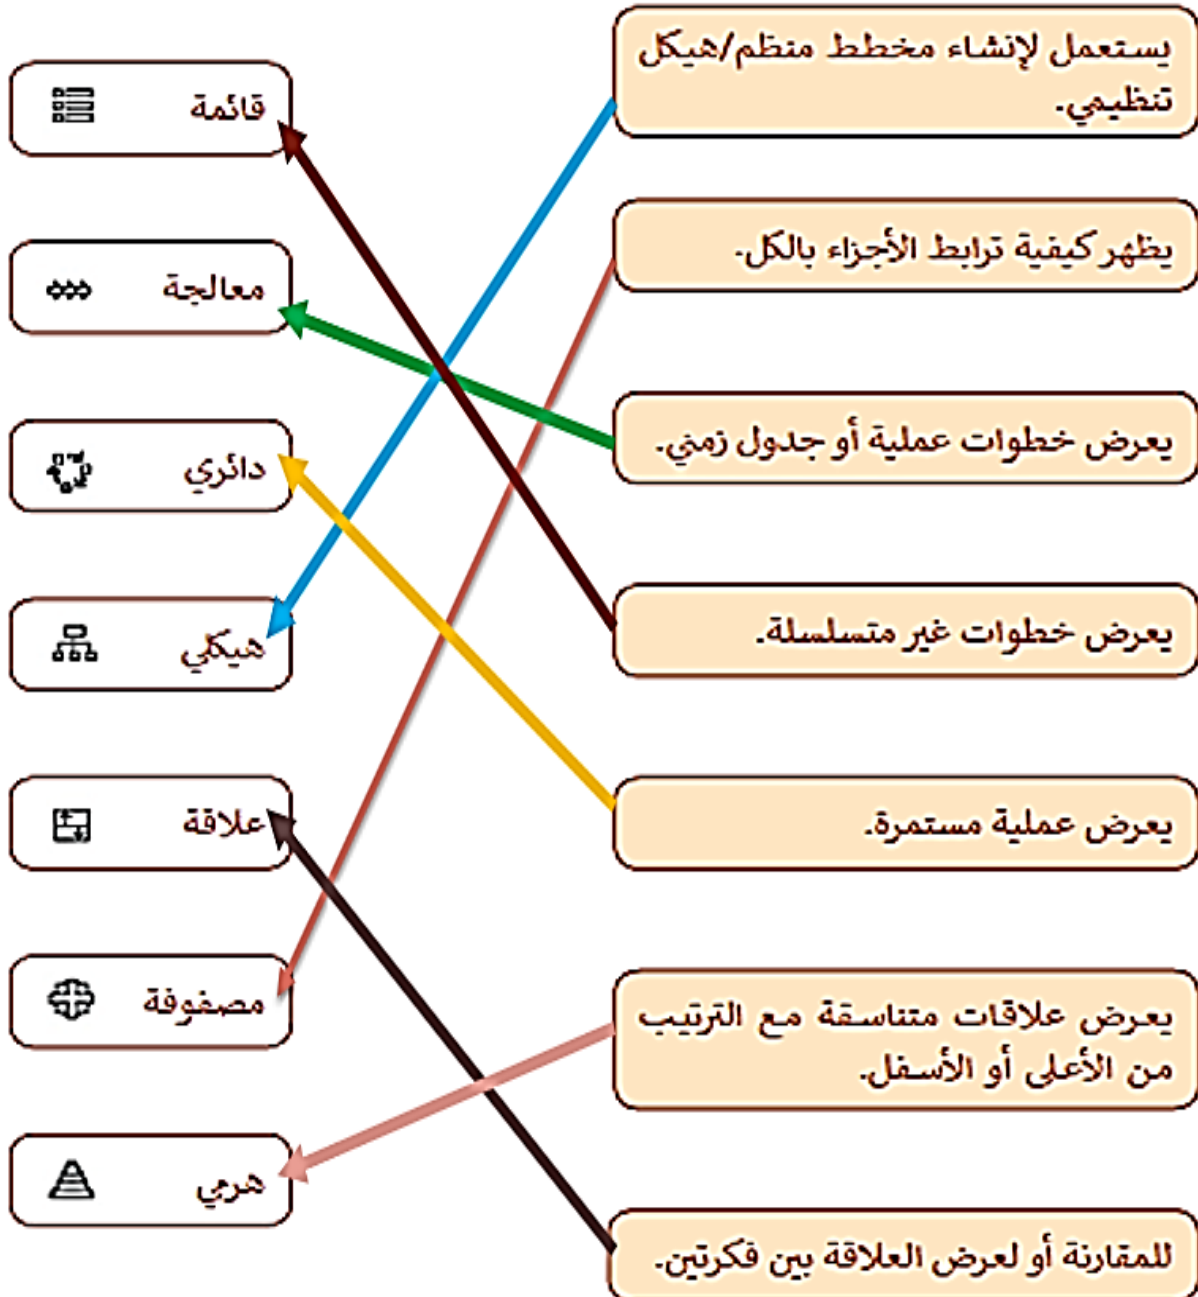 يستعمل لإنشاء مخطط منظم/هيكل
تنظيمي.
يظهر كيفية ترابط الأجزاء بالكل.
يعرض خطوات عملية أو جدول زمني.
يعرض خطوات غير متسلسلة.
يعرض عملية مستمرة.
يعرض علاقات متناسقة مع الترتيب
من الأعلى أو الأسفل.
للمقارنة أو لعرض العلاقة بين فكرتين.
قائمة
معالجة
دائري
هيكلي
علاقة
مصفوفة
هرمي